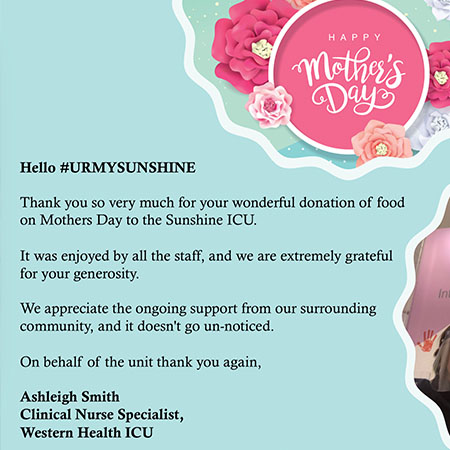 HAPPY
Mother's
Day
Hello #URMYSUNSHINE
Thank you so very much for your wonderful donation of food
on Mothers Day to the Sunshine ICU.
It was enjoyed by all the staff, and we are extremely grateful
for your generosity.
We appreciate the ongoing support from our surrounding
community, and it doesn't go un-noticed.
On behalf of the unit thank you again,
Ashleigh Smith
Clinical Nurse Specialist,
Western Health ICU